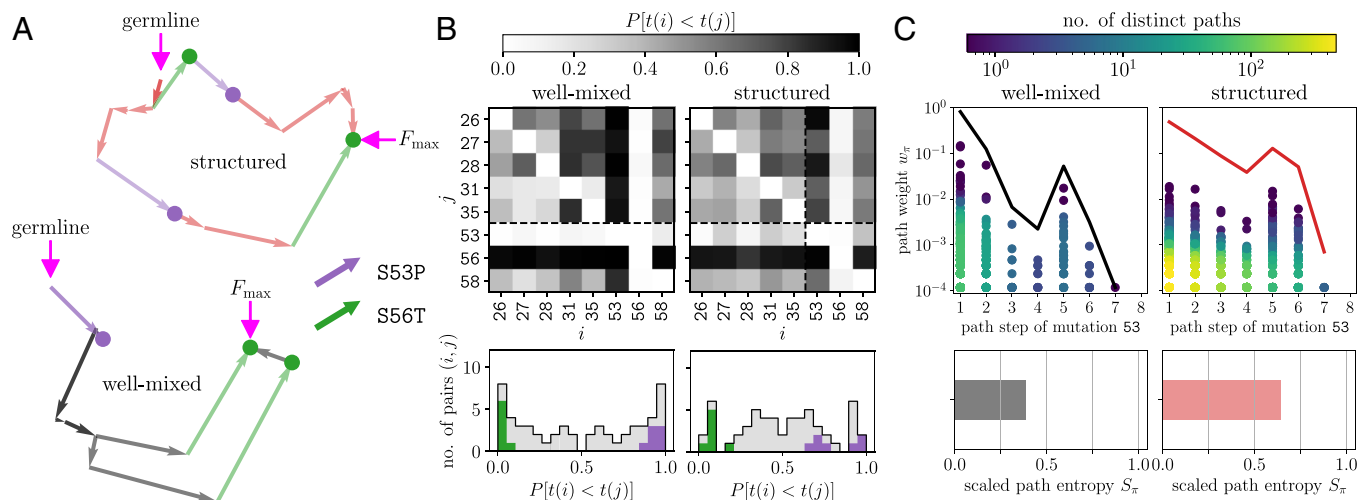 A
germline
structured
F_max
germline
S53P
S56T
F_max
well-mixed
B
P[t(i) < t(j)]
0.0 0.2 0.4 0.6 0.8 1.0
well-mixed structured
j
26
27
28
31
35
53
56
58
26 27 28 31 35 53 56 58
26 27 28 31 35 53 56 58
i i
no. of pairs (i, j)
10
5
0
0.0 0.5 1.0
0.0 0.5 1.0
P[t(i) < t(j)] P[t(i) < t(j)]
C
no. of distinct paths
10^0 10^1 10^2
well-mixed structured
path weight w_π
10^0
10^-1
10^-2
10^-3
10^-4
1 2 3 4 5 6 7 8
1 2 3 4 5 6 7 8
path step of mutation 53 path step of mutation 53
0.0 0.5 1.0
0.0 0.5 1.0
scaled path entropy S_π scaled path entropy S_π